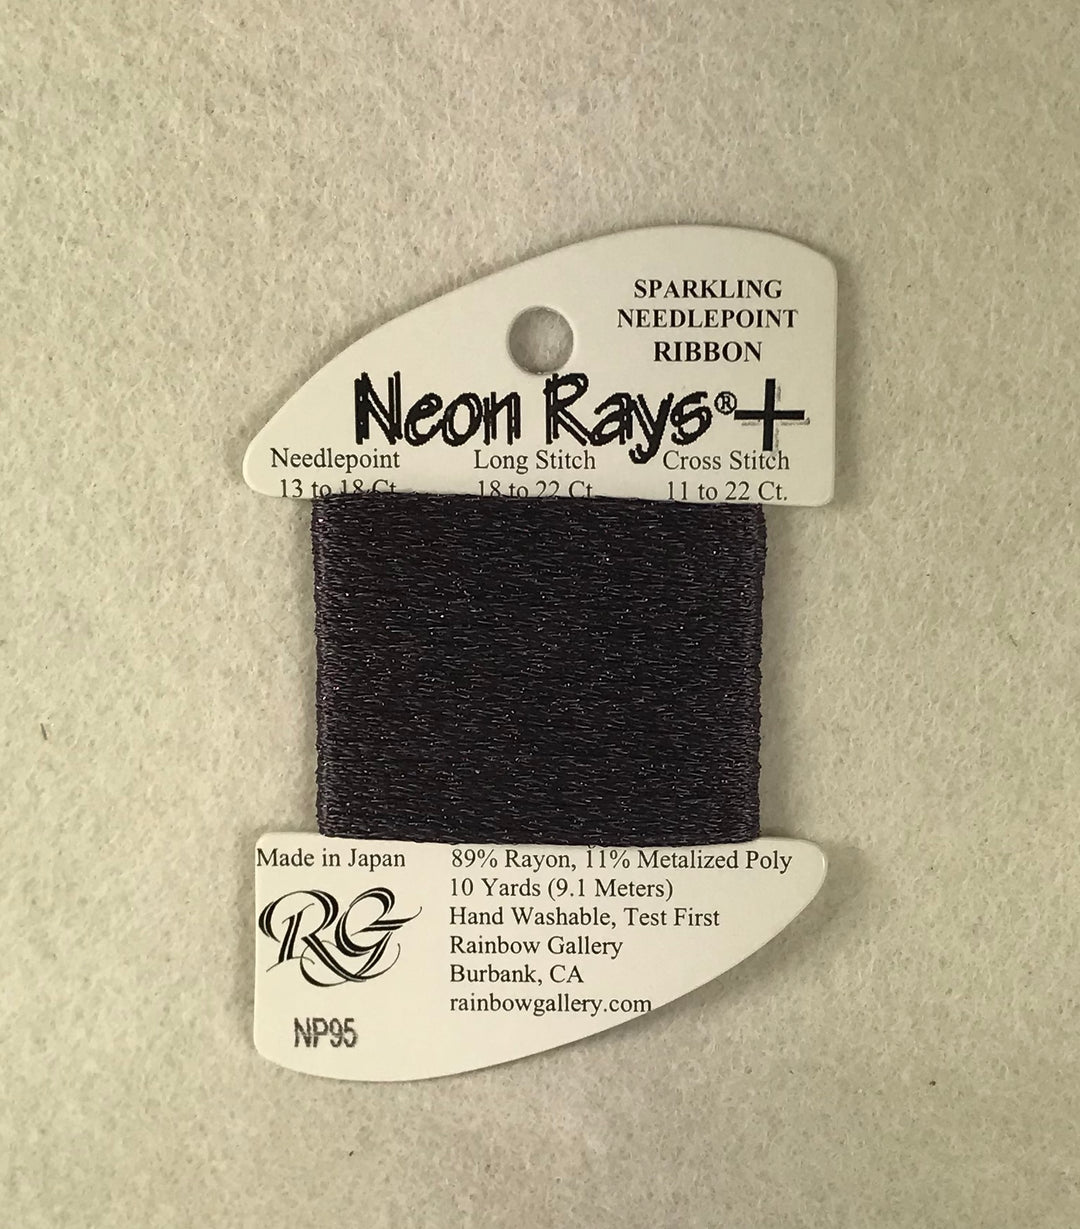 SPARKLING
NEEDLEPOINT
RIBBON
Neon Rays®+
Needlepoint Long Stitch Cross Stitch
13 to 18 Ct. 18 to 22 Ct. 11 to 22 Ct.
Made in Japan
RG
NP95
89% Rayon, 11% Metalized Poly
10 Yards (9.1 Meters)
Hand Washable, Test First
Rainbow Gallery
Burbank, CA
rainbowgallery.com